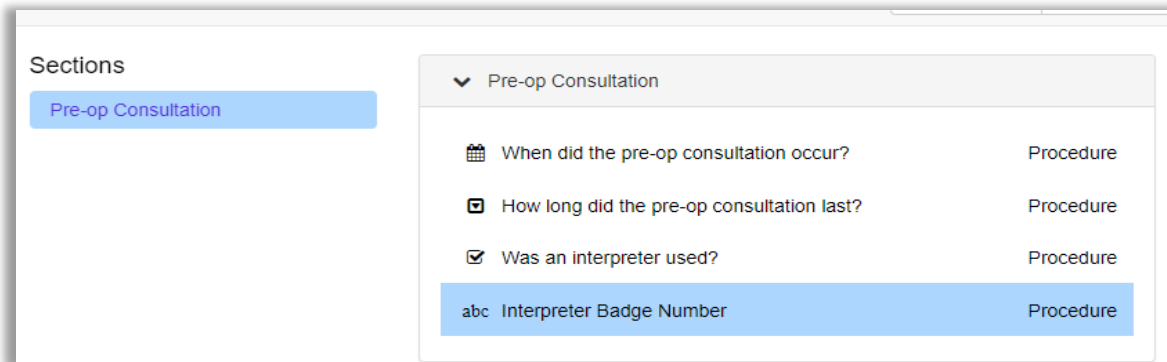 Sections
Pre-op Consultation
Pre-op Consultation
When did the pre-op consultation occur? Procedure
How long did the pre-op consultation last? Procedure
Was an interpreter used? Procedure
abc Interpreter Badge Number Procedure